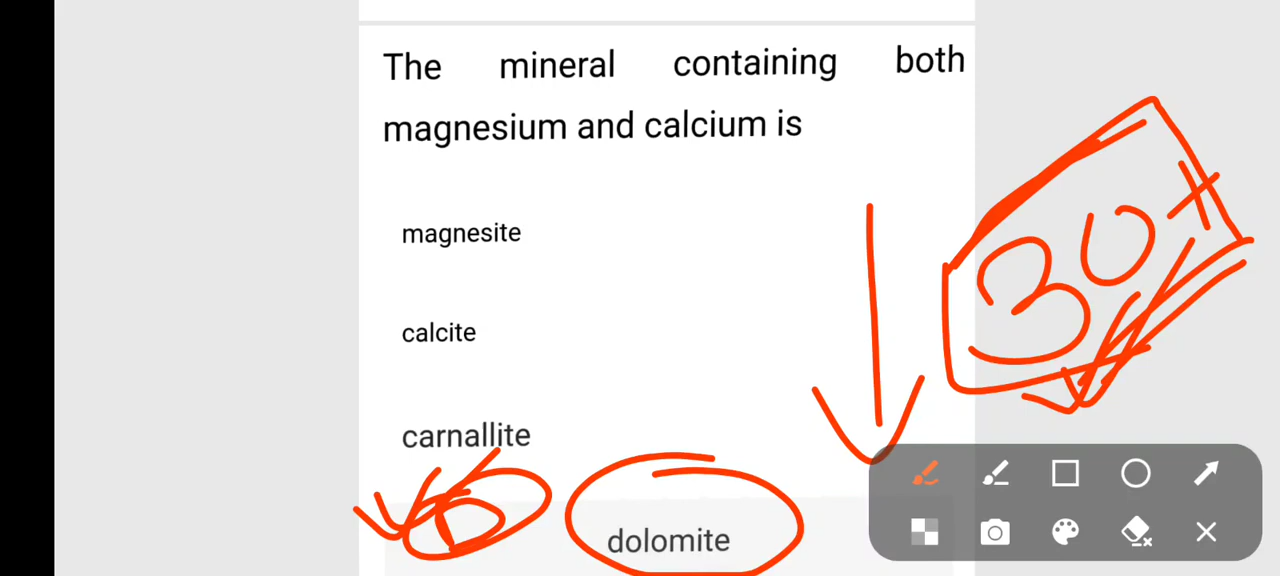 The mineral containing both
magnesium and calcium is
magnesite
calcite
carnallite
dolomite
30+
D